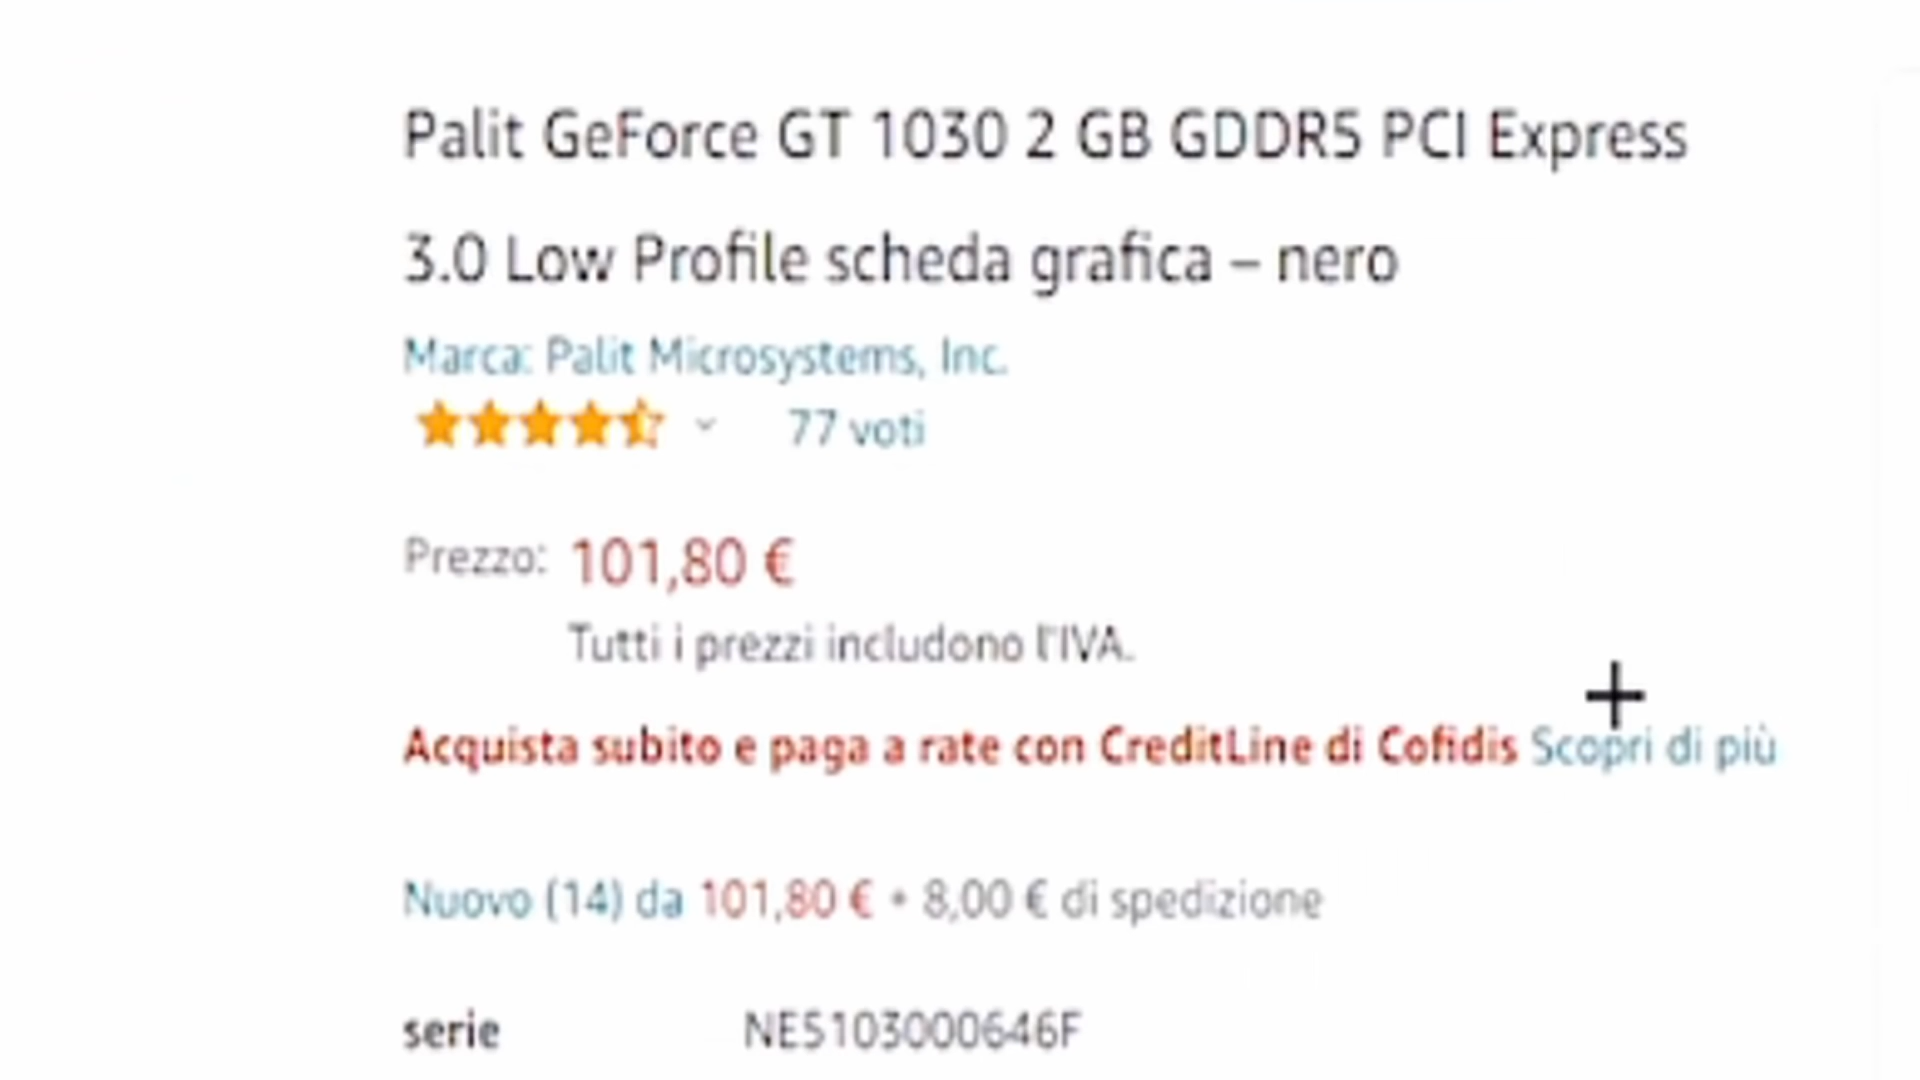 Palit GeForce GT 1030 2 GB GDDR5 PCI Express
3.0 Low Profile scheda grafica – nero
Marca: Palit Microsystems, Inc.
77 voti
Prezzo: 101,80 €
Tutti i prezzi includono l'IVA.
Acquista subito e paga a rate con CreditLine di Cofidis Scopri di più
Nuovo (14) da 101,80 € + 8,00 € di spedizione
serie NE5103000646F